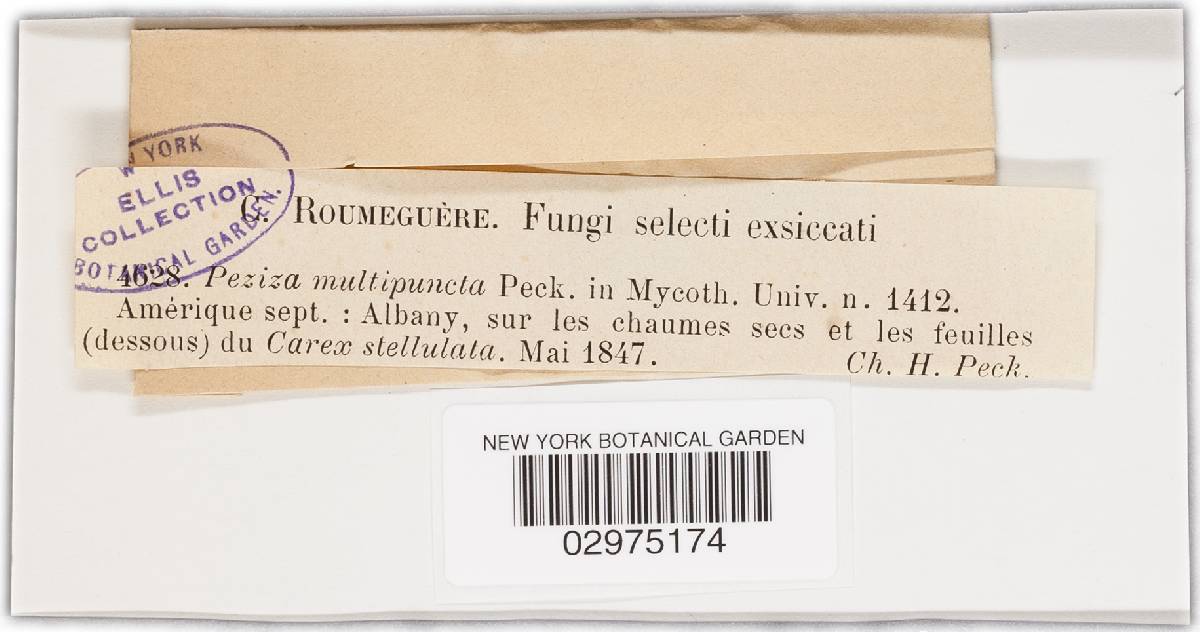 NEW YORK
ELLIS
COLLECTION
BOTANICAL GARDEN.
C. ROUMEGUÈRE. Fungi selecti exsiccati
4628. Peziza multipuncta Peck. in Mycoth. Univ. n. 1412.
Amérique sept. : Albany, sur les chaumes secs et les feuilles
(dessous) du Carex stellulata. Mai 1847.
Ch. H. Peck.
NEW YORK BOTANICAL GARDEN
02975174